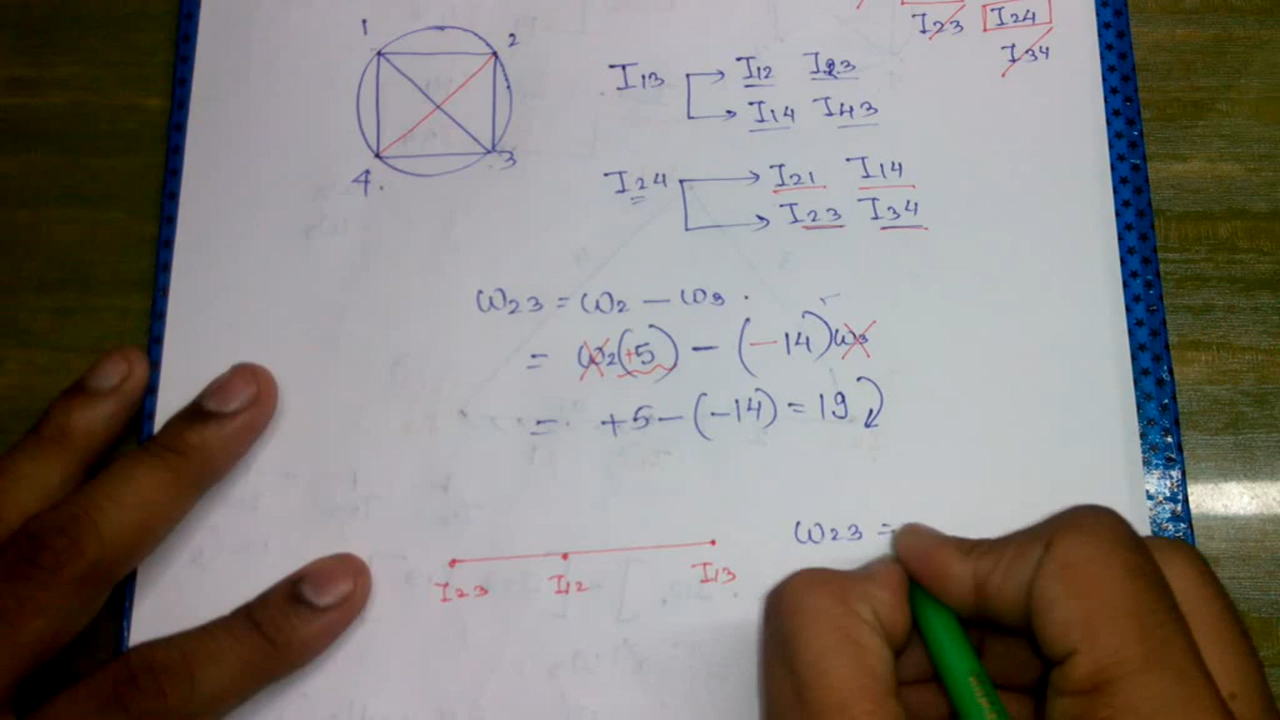 I23 I24
I34
1 2
4. 3
I13 I12 I23
I14 I43
I24 I21 I14
I23 I34
ω23 = ω2 - ω3 .
= ω2(+5) - (-14)ω3
= +5-(-14) = 19
I23 I12 I13
ω23 =